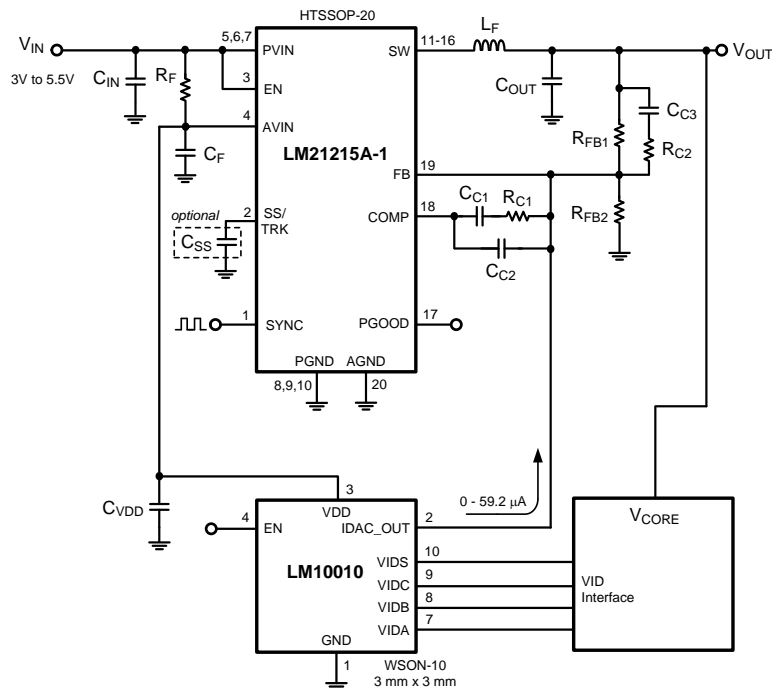 HTSSOP-20
V_IN
3V to 5.5V
C_IN
R_F
5,6,7
PVIN
3
EN
4
AVIN
C_F
LM21215A-1
SW
11-16
L_F
V_OUT
C_OUT
C_C3
R_FB1
R_C2
FB
19
COMP
18
C_C1
R_C1
C_C2
R_FB2
optional
C_SS
2
SS/
TRK
1
SYNC
PGOOD
17
PGND
AGND
8,9,10
20
C_VDD
3
VDD
4
EN
IDAC_OUT
2
0 - 59.2 μA
LM10010
VIDS
10
VIDC
9
VIDB
8
VIDA
7
GND
1
WSON-10
3 mm x 3 mm
V_CORE
VID
Interface